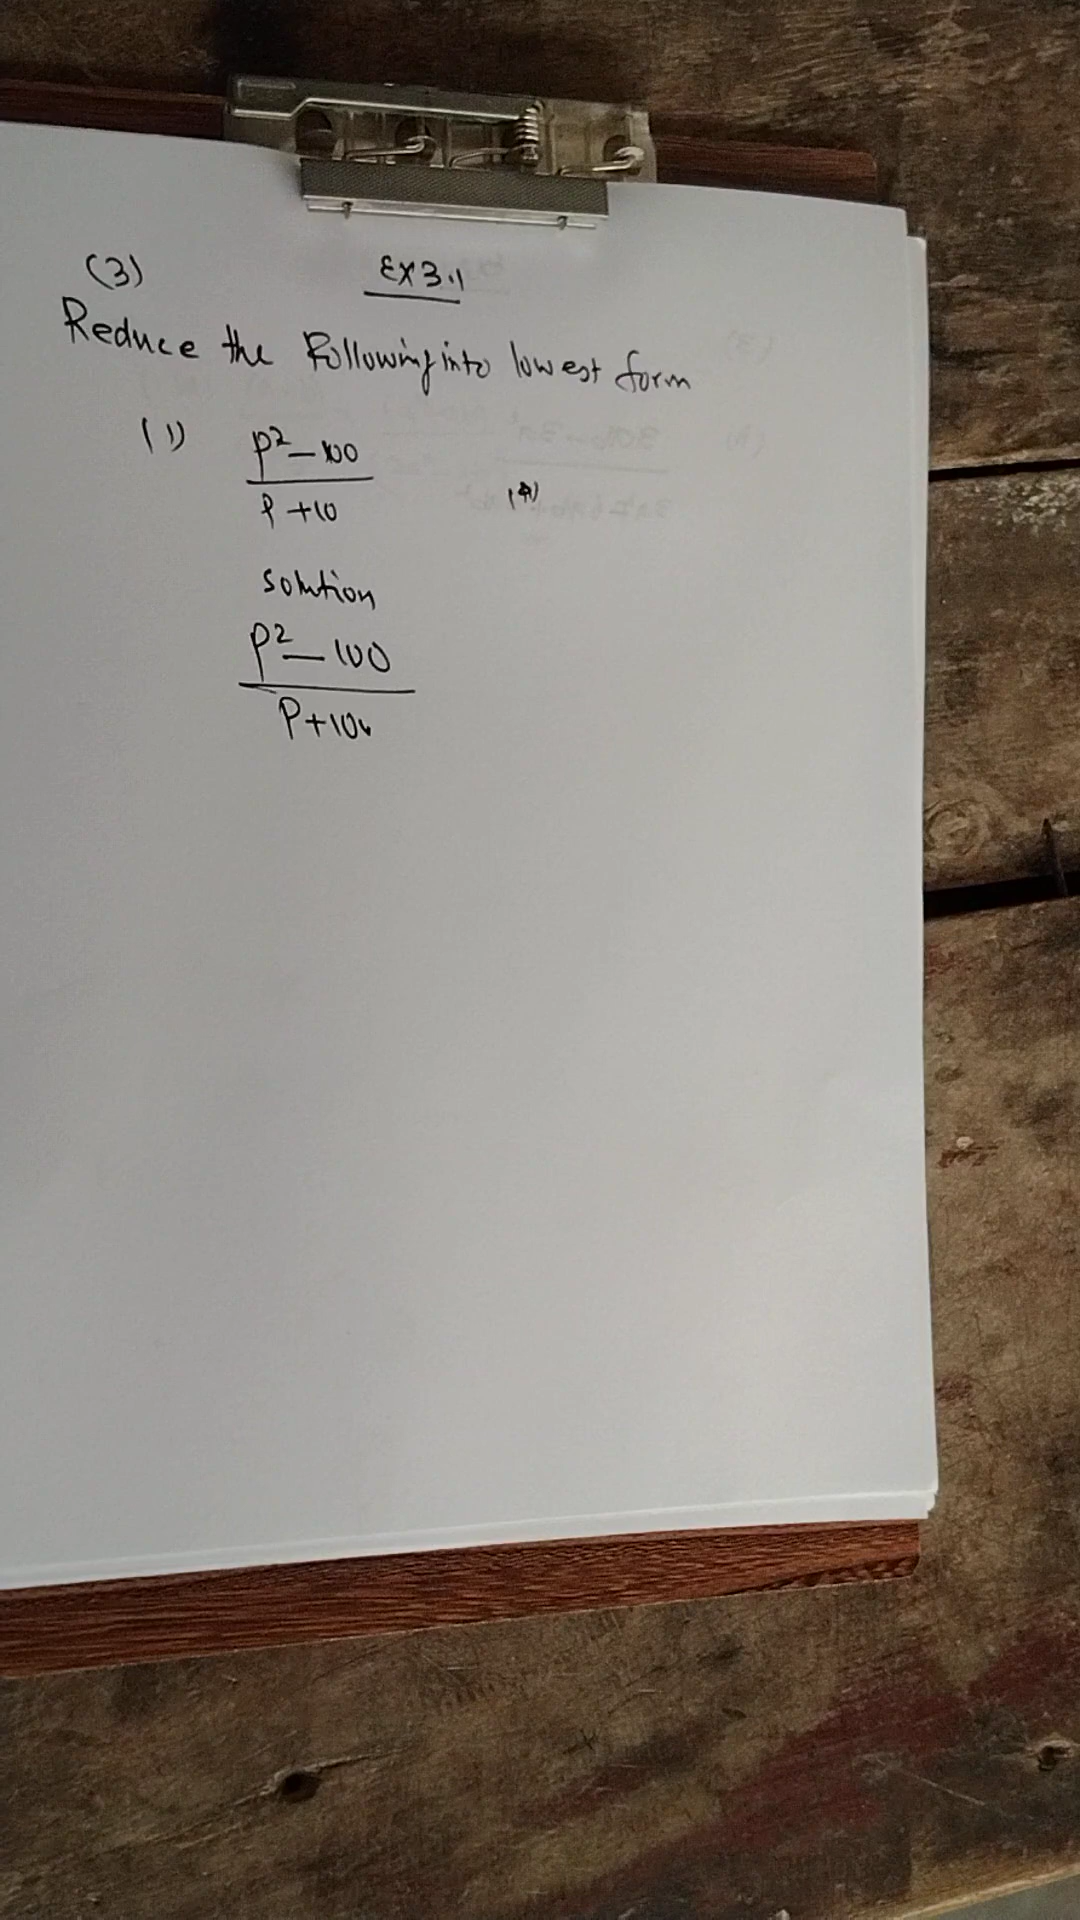 (3) Ex 3.1
Reduce the Following into lowest form
(1) p² - 100
P + 10
solution
P² - 100
P + 10